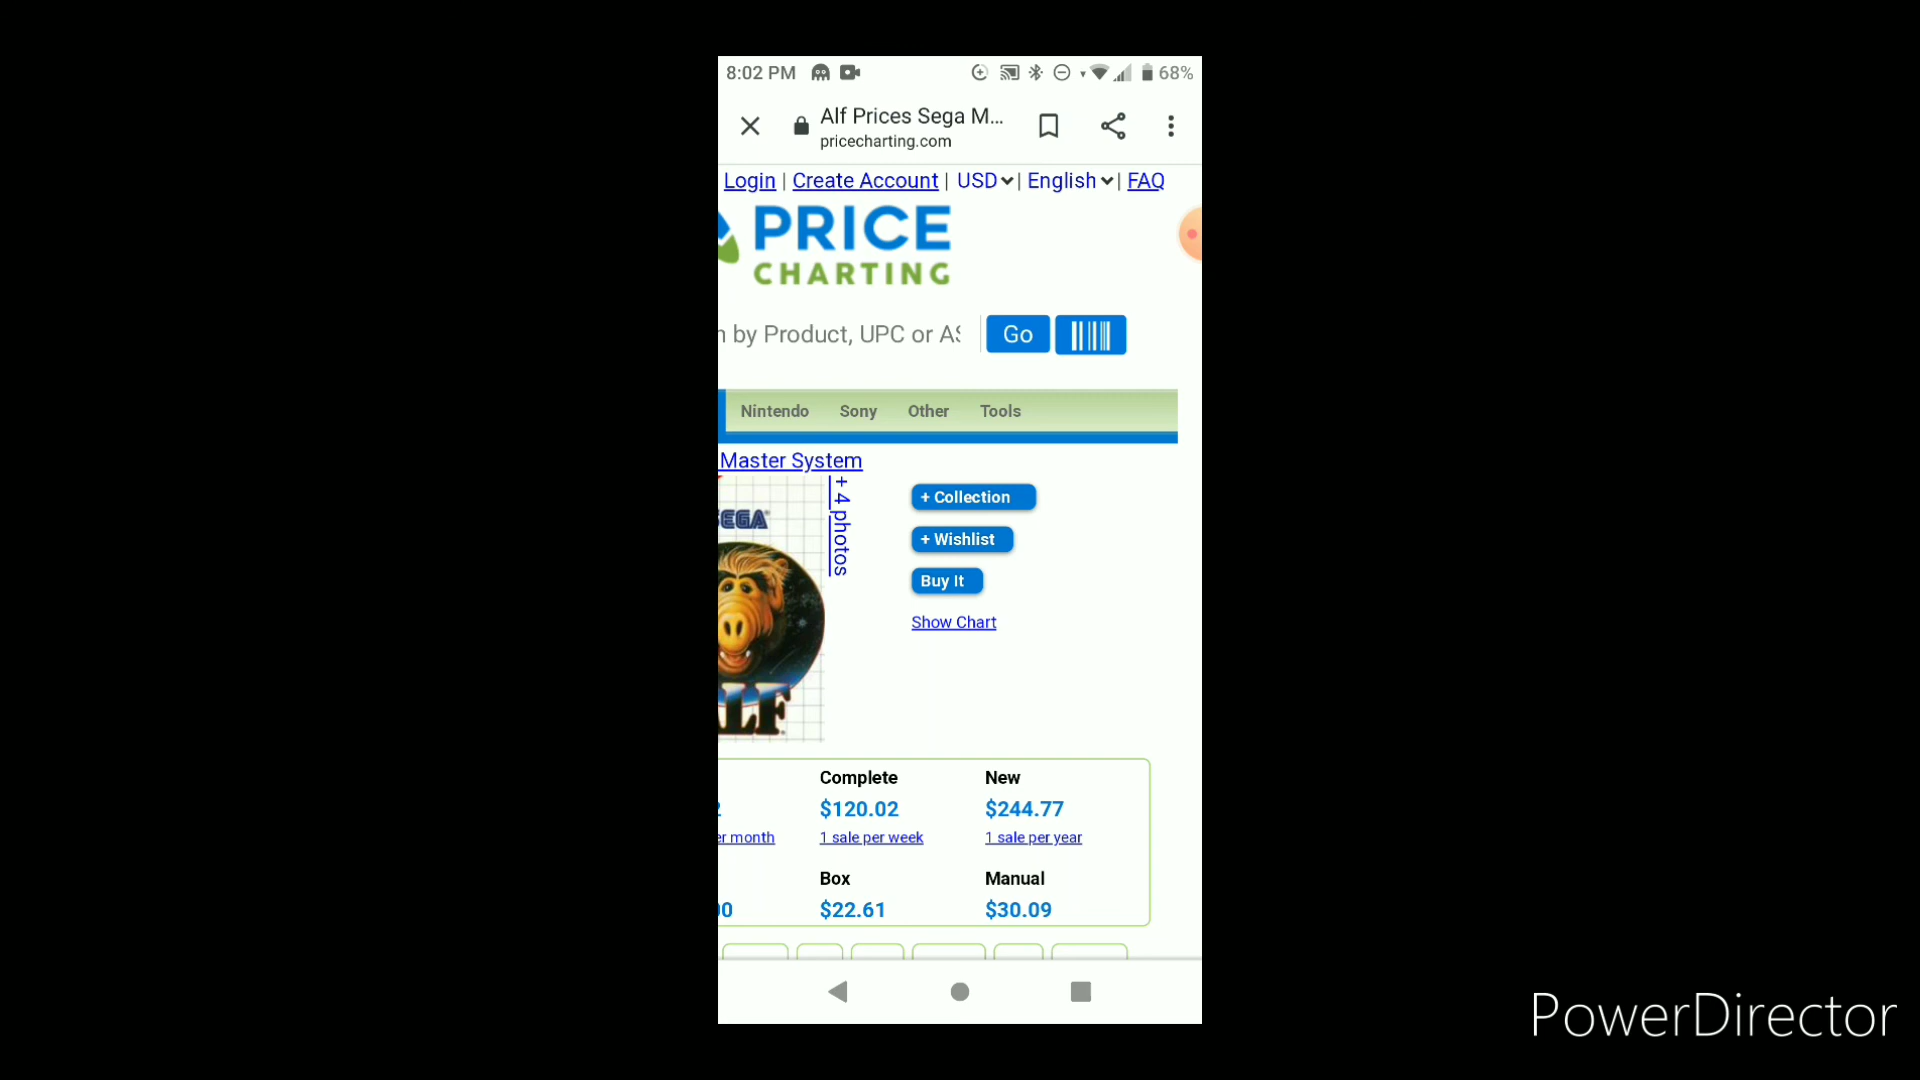 8:02 PM 68%
Alf Prices Sega M...
pricecharting.com
Login | Create Account | USD | English | FAQ
PRICE
CHARTING
by Product, UPC or
Go
Nintendo Sony Other Tools
Master System
+ 4 photos
+ Collection
+ Wishlist
Buy It
Show Chart
SEGA
ALF
Complete New
$120.02 $244.77
month 1 sale per week 1 sale per year
Box Manual
$22.61 $30.09
PowerDirector